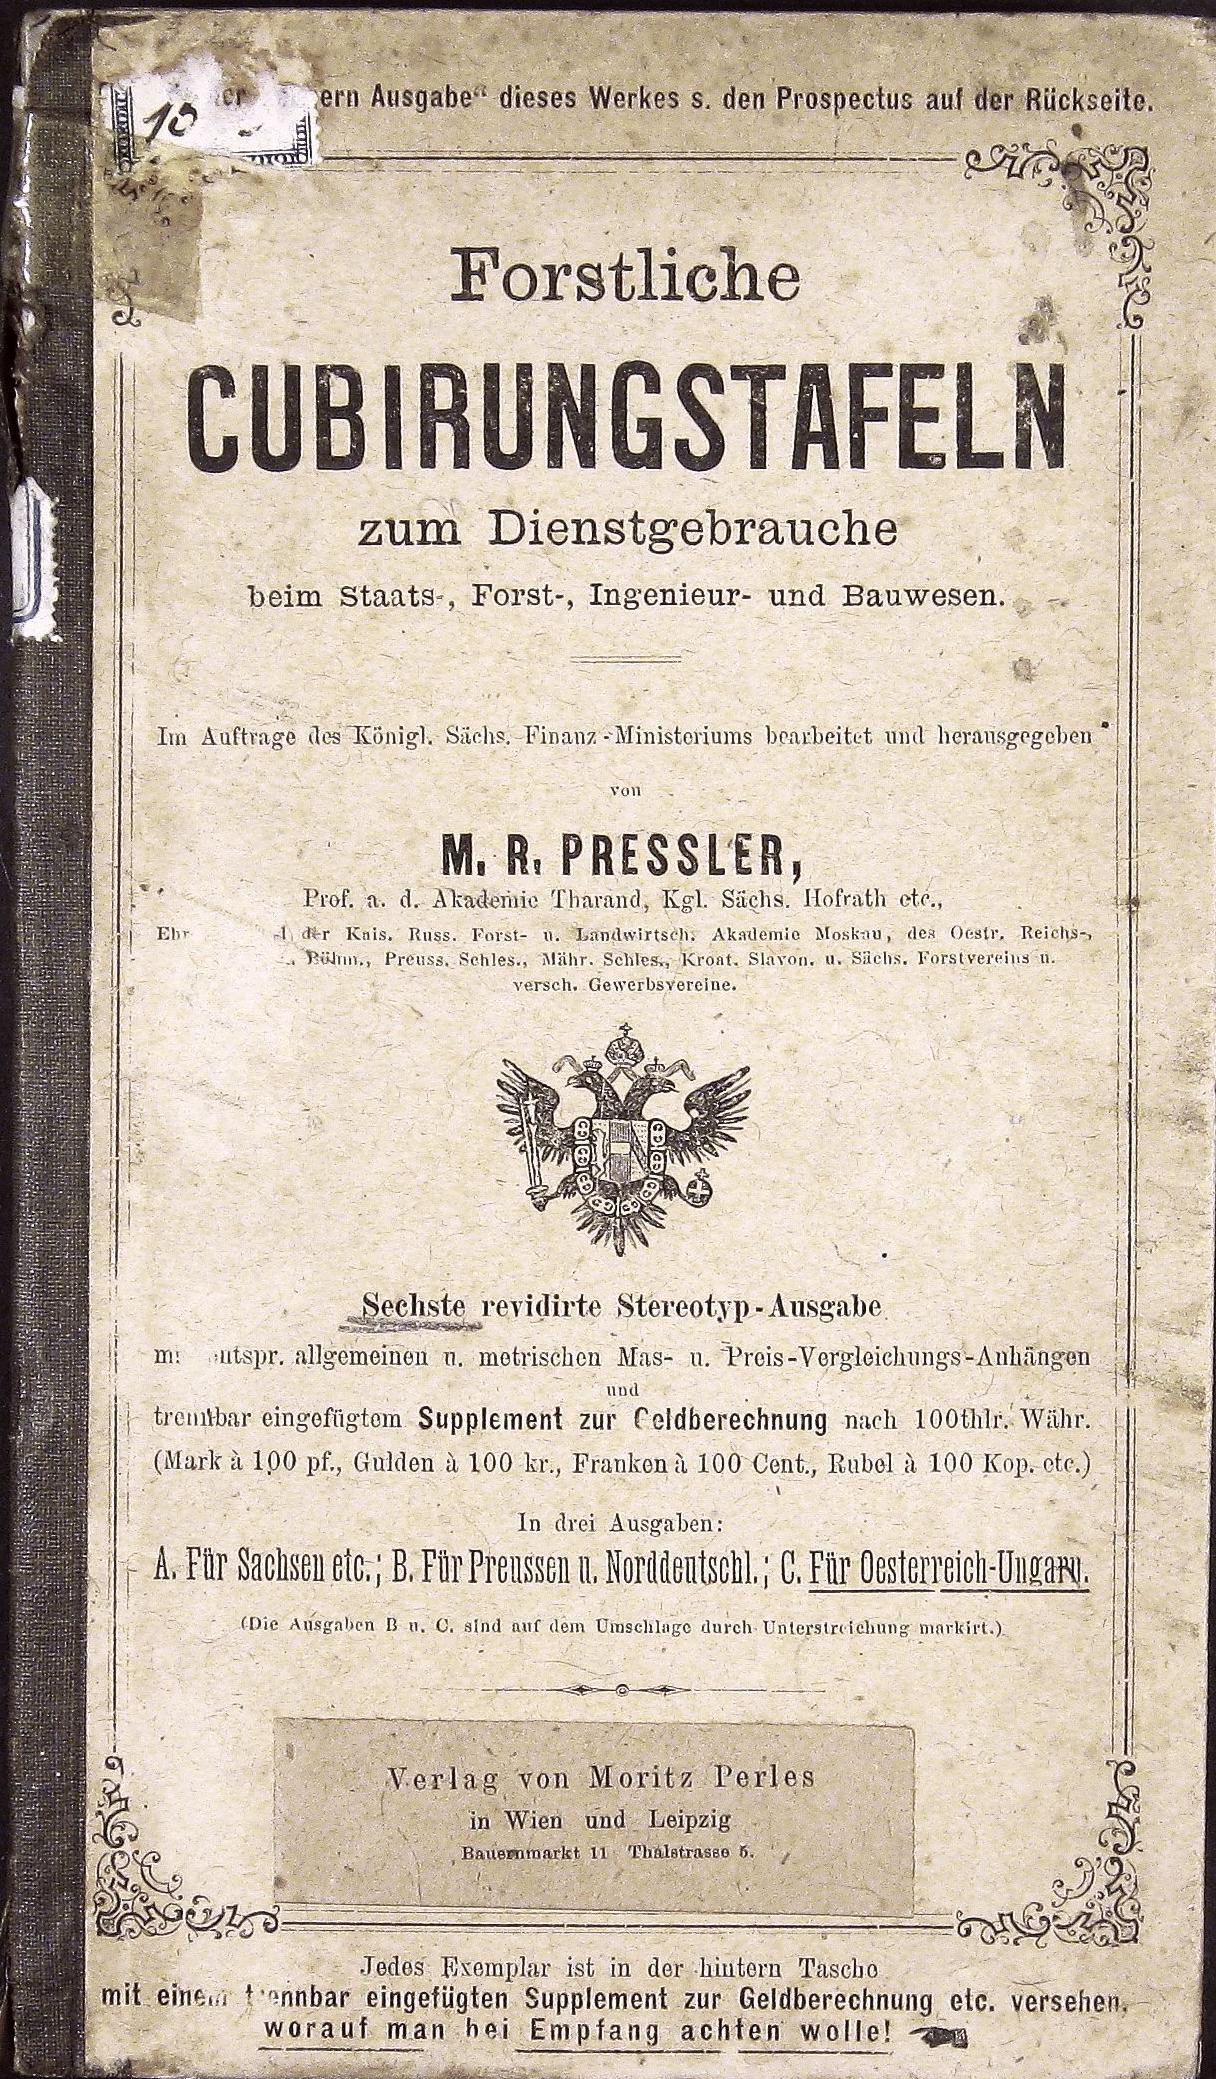 10
ern Ausgabe“ dieses Werkes s. den Prospectus auf der Rückseite.
Forstliche
CUBIRUNGSTAFELN
zum Dienstgebrauche
beim Staats-, Forst-, Ingenieur- und Bauwesen.
Im Auftrage des Königl. Sächs. Finanz-Ministeriums bearbeitet und herausgegeben
von
M. R. PRESSLER,
Prof. a. d. Akademie Tharand, Kgl. Sächs. Hofrath etc.,
Ehr der Kais. Russ. Forst- u. Landwirtsch. Akademie Moskau, des Oestr. Reichs-,
Böhm., Preuss. Schles., Mähr. Schles., Kroat. Slavon. u. Sächs. Forstvereins u.
versch. Gewerbsvereine.
Sechste revidirte Stereotyp-Ausgabe
entspr. allgemeinen u. metrischen Mas- u. Preis-Vergleichungs-Anhängen
und
trennbar eingefügtem Supplement zur Geldberechnung nach 100thlr. Währ.
(Mark à 100 pf., Gulden à 100 kr., Franken à 100 Cent., Rubel à 100 Kop. etc.)
In drei Ausgaben:
A. Für Sachsen etc.; B. Für Preussen u. Norddeutschl.; C. Für Oesterreich-Ungarn.
(Die Ausgaben B u. C. sind auf dem Umschlage durch Unterstreichung markirt.)
Verlag von Moritz Perles
in Wien und Leipzig
Bauernmarkt 11 Thalstrasse 5.
Jedes Exemplar ist in der hintern Tasche
mit einem trennbar eingefügten Supplement zur Geldberechnung etc. versehen,
worauf man bei Empfang achten wolle!